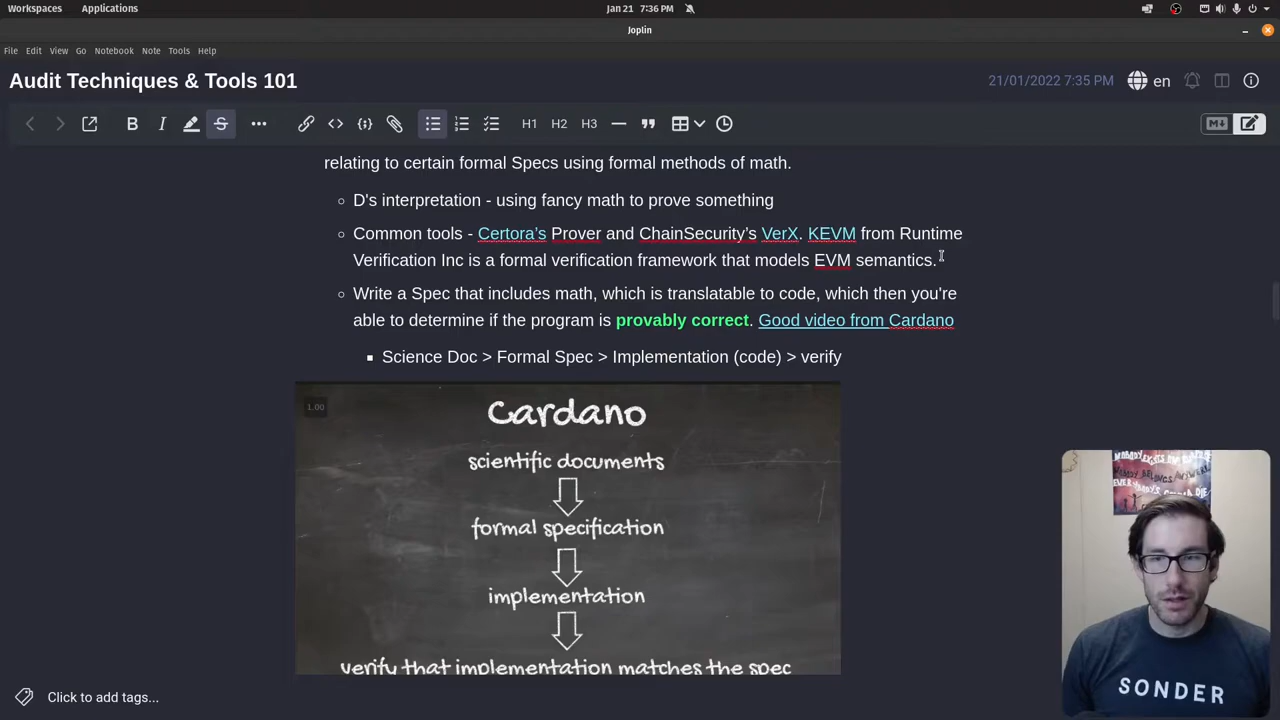 Workspaces Applications Jan 21 7:36 PM
Joplin
File Edit View Go Notebook Note Tools Help
Audit Techniques & Tools 101 21/01/2022 7:35 PM en
B I S H1 H2 H3
relating to certain formal Specs using formal methods of math.
D's interpretation - using fancy math to prove something
Common tools - Certora’s Prover and ChainSecurity’s VerX. KEVM from Runtime
Verification Inc is a formal verification framework that models EVM semantics.
Write a Spec that includes math, which is translatable to code, which then you're
able to determine if the program is provably correct. Good video from Cardano
Science Doc > Formal Spec > Implementation (code) > verify
1.00
Cardano
scientific documents
formal specification
implementation
verify that implementation matches the spec
SONDER
Click to add tags...